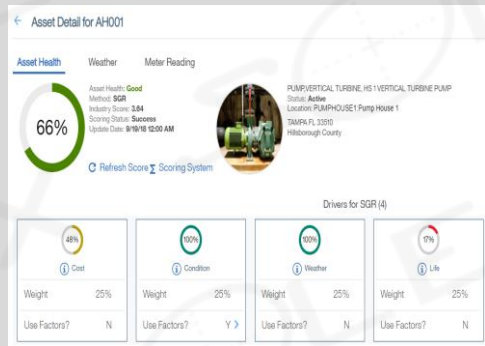 ← Asset Detail for AH001
Asset Health Weather Meter Reading
66%
Asset Health: Good
Method: SGR
Industry Score: 3.64
Scoring Status: Success
Update Date: 9/19/18 12:00 AM
Refresh Score Σ Scoring System
PUMP,VERTICAL TURBINE, HS 1 VERTICAL TURBINE PUMP
Status: Active
Location: PUMPHOUSE1:Pump House 1
TAMPA FL 33510
Hillsborough County
Drivers for SGR (4)
48%
Cost
Weight 25%
Use Factors? N
100%
Condition
Weight 25%
Use Factors? Y >
100%
Weather
Weight 25%
Use Factors? N
17%
Life
Weight 25%
Use Factors? N